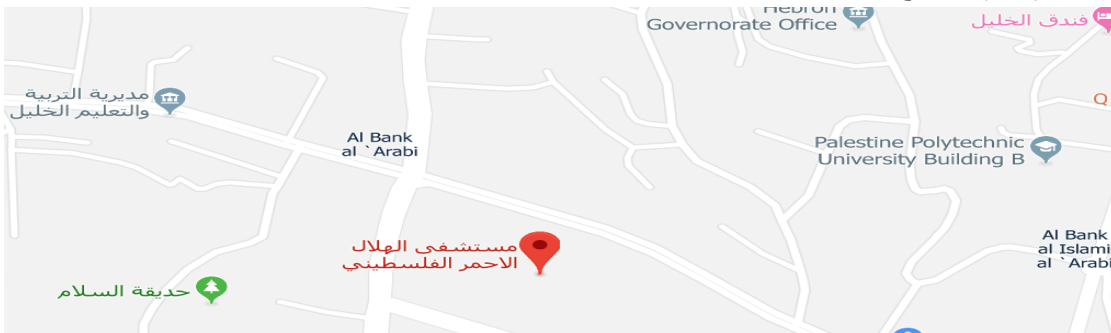 Hebron
Governorate Office
فندق الخليل
مديرية التربية
والتعليم الخليل
Q
Al Bank
al `Arabi
Palestine Polytechnic
University Building B
Al Bank
al Islami
al `Arabi
مستشفى الهلال
الاحمر الفلسطيني
حديقة السلام